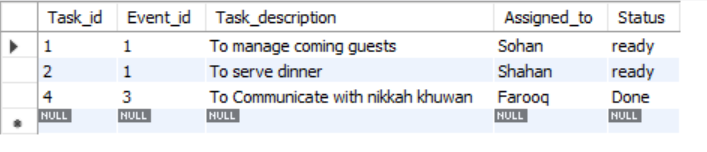 Task_id Event_id Task_description Assigned_to Status
1 1 To manage coming guests Sohan ready
2 1 To serve dinner Shahan ready
4 3 To Communicate with nikkah khuwan Farooq Done
NULL NULL NULL NULL NULL